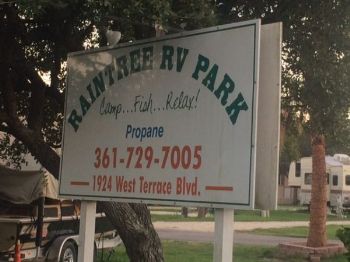 RAINTREE RV PARK
Camp...Fish...Relax!
Propane
361-729-7005
1924 West Terrace Blvd.